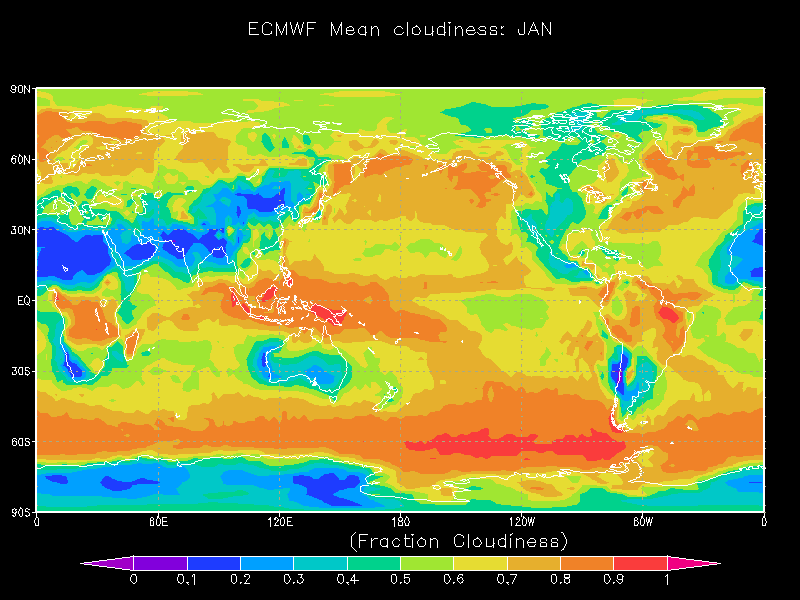 ECMWF Mean cloudiness: JAN
90N
60N
30N
EQ
30S
60S
90S
0 60E 120E 180 120W 60W 0
(Fraction Cloudiness)
0 0.1 0.2 0.3 0.4 0.5 0.6 0.7 0.8 0.9 1